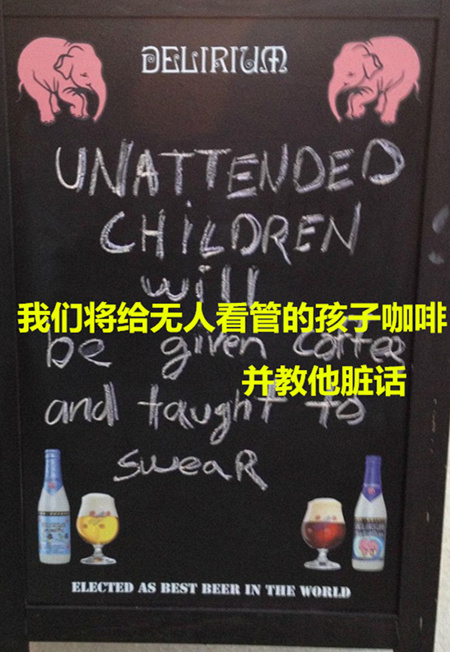 DELIRIUM
UNATTENDED
CHILDREN
will
我们将给无人看管的孩子咖啡
be given coffee
并教他脏话
and taught to
sweaR
ELECTED AS BEST BEER IN THE WORLD